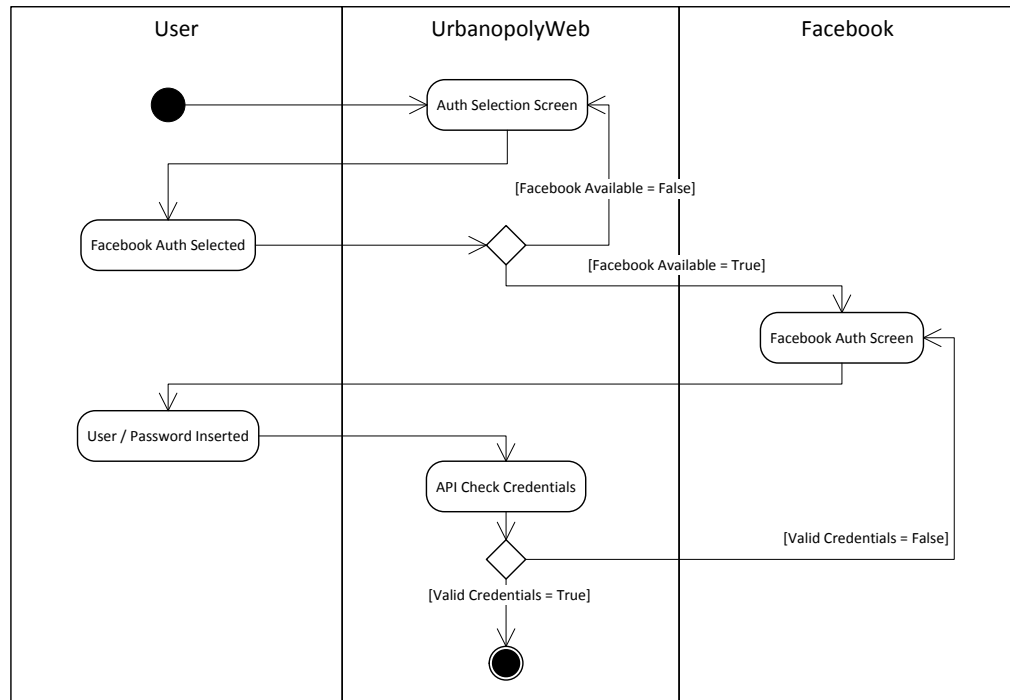 User
UrbanopolyWeb
Facebook
Auth Selection Screen
[Facebook Available = False]
Facebook Auth Selected
[Facebook Available = True]
Facebook Auth Screen
User / Password Inserted
API Check Credentials
[Valid Credentials = False]
[Valid Credentials = True]